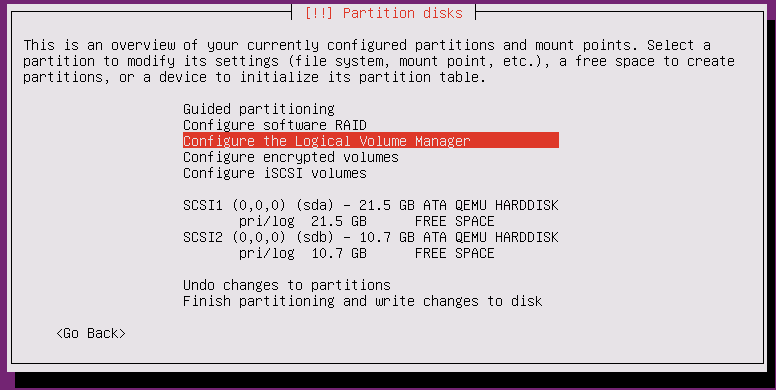 [!!] Partition disks
This is an overview of your currently configured partitions and mount points. Select a
partition to modify its settings (file system, mount point, etc.), a free space to create
partitions, or a device to initialize its partition table.
Guided partitioning
Configure software RAID
Configure the Logical Volume Manager
Configure encrypted volumes
Configure iSCSI volumes
SCSI1 (0,0,0) (sda) - 21.5 GB ATA QEMU HARDDISK
pri/log 21.5 GB FREE SPACE
SCSI2 (0,0,0) (sdb) - 10.7 GB ATA QEMU HARDDISK
pri/log 10.7 GB FREE SPACE
Undo changes to partitions
Finish partitioning and write changes to disk
<Go Back>